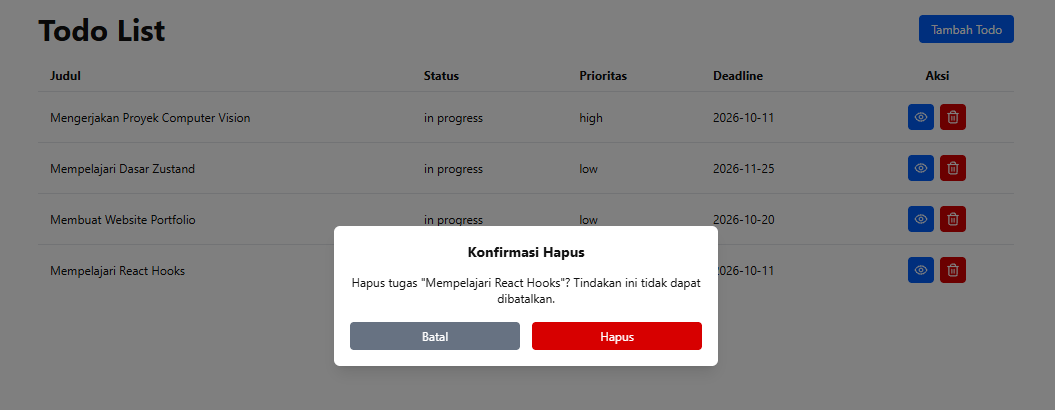 Todo List
Tambah Todo
Judul Status Prioritas Deadline Aksi
Mengerjakan Proyek Computer Vision in progress high 2026-10-11
Mempelajari Dasar Zustand in progress low 2026-11-25
Membuat Website Portfolio in progress low 2026-10-20
Mempelajari React Hooks 2026-10-11
Konfirmasi Hapus
Hapus tugas "Mempelajari React Hooks"? Tindakan ini tidak dapat
dibatalkan.
Batal Hapus